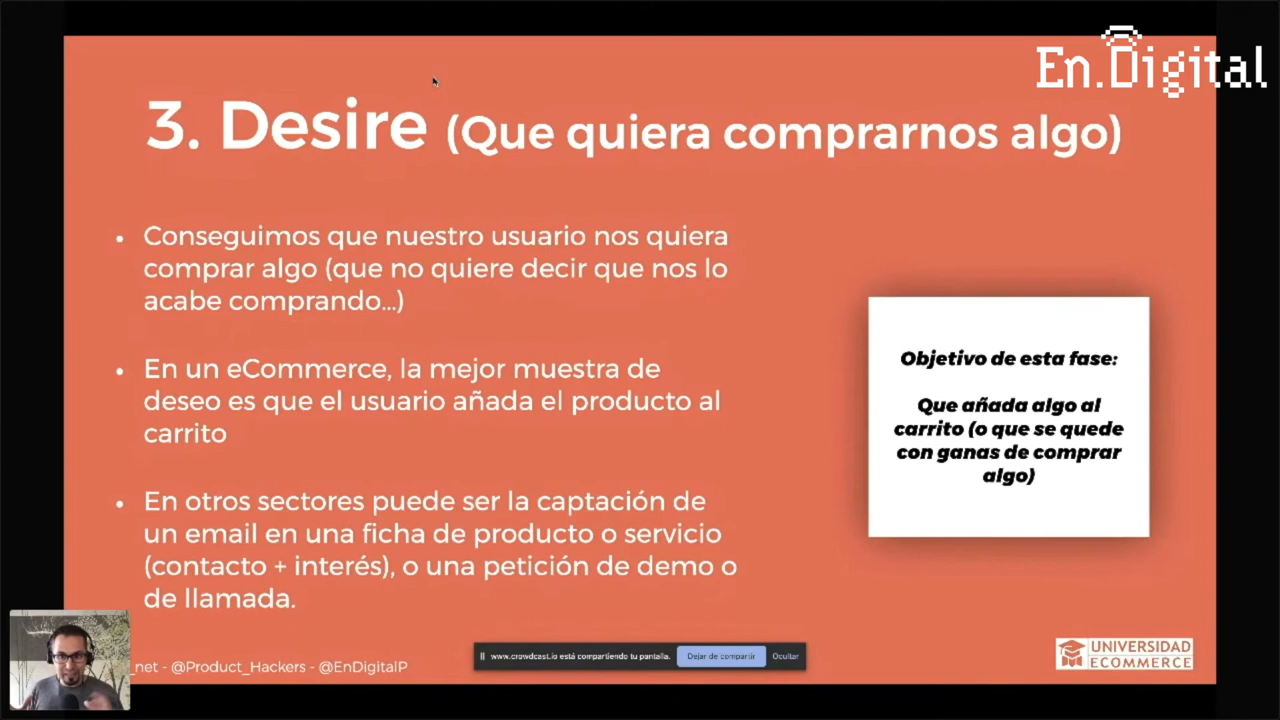 En.Digital
3. Desire (Que quiera comprarnos algo)
• Conseguimos que nuestro usuario nos quiera
comprar algo (que no quiere decir que nos lo
acabe comprando...)
• En un eCommerce, la mejor muestra de
deseo es que el usuario añada el producto al
carrito
• En otros sectores puede ser la captación de
un email en una ficha de producto o servicio
(contacto + interés), o una petición de demo o
de llamada.
Objetivo de esta fase:
Que añada algo al
carrito (o que se quede
con ganas de comprar
algo)
_net - @Product_Hackers - @EnDigitalP
www.crowdcast.io está compartiendo tu pantalla.
Dejar de compartir
Ocultar
UNIVERSIDAD
ECOMMERCE